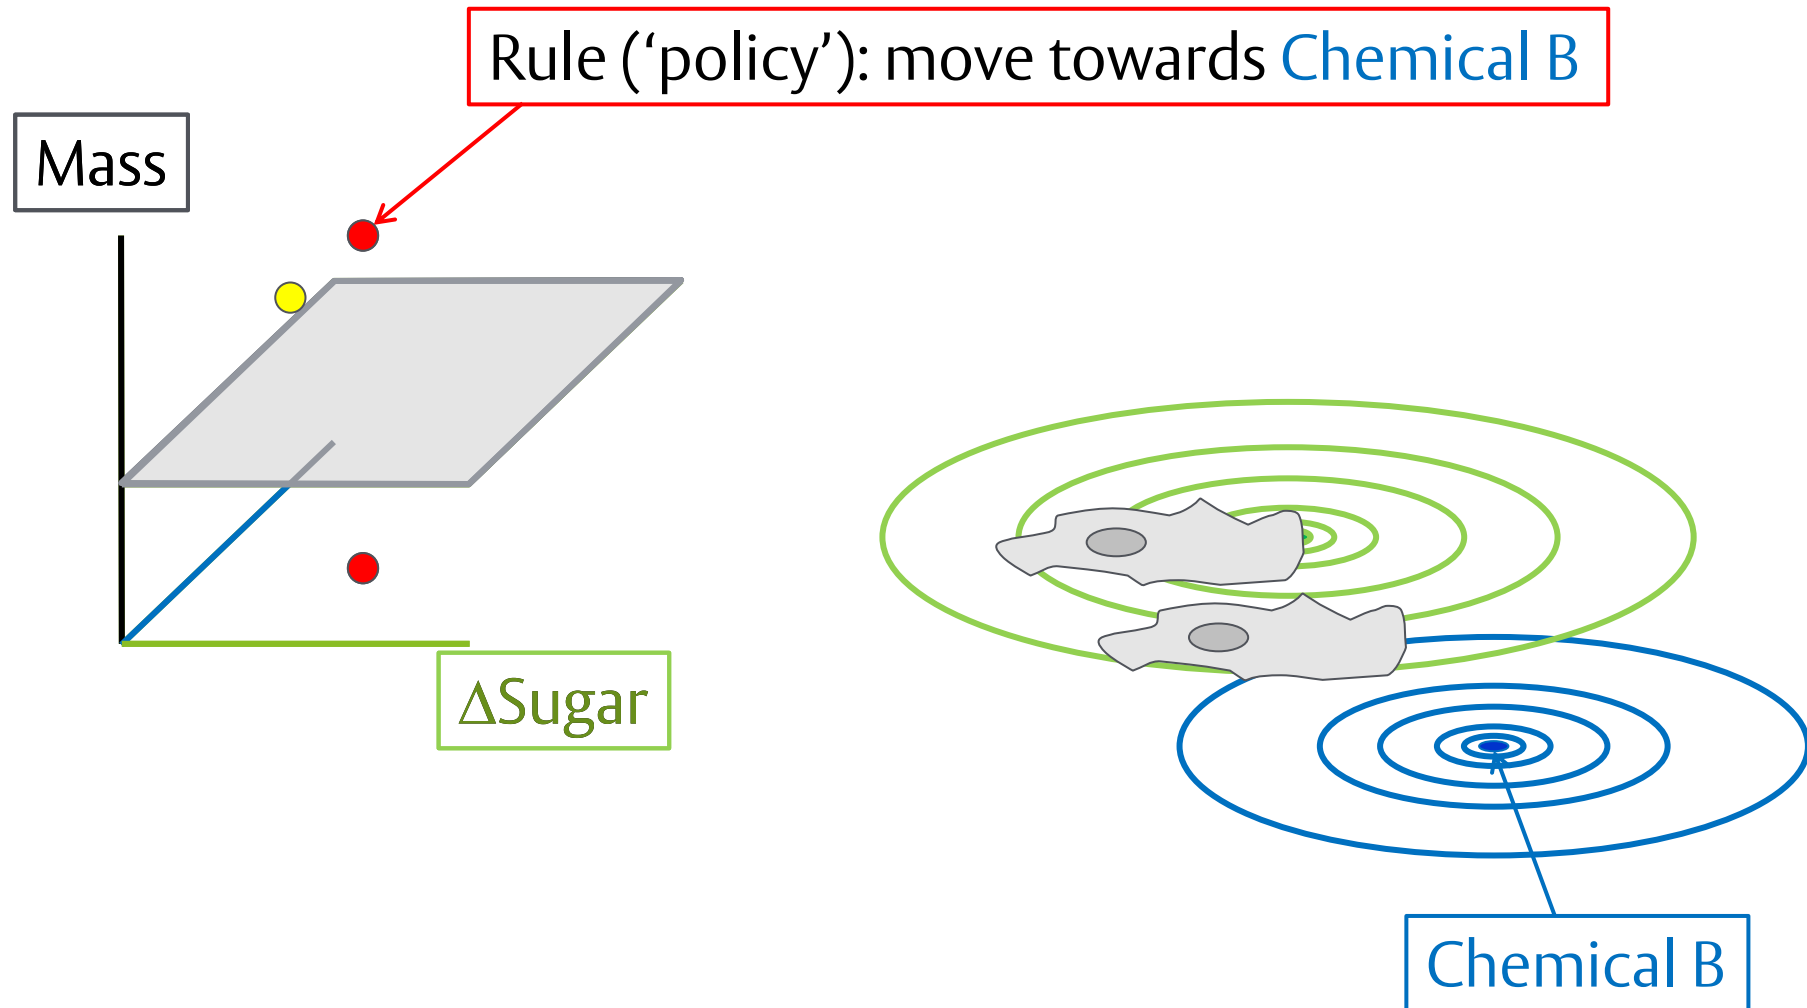 Rule (‘policy’): move towards Chemical B
Mass
ΔSugar
Chemical B